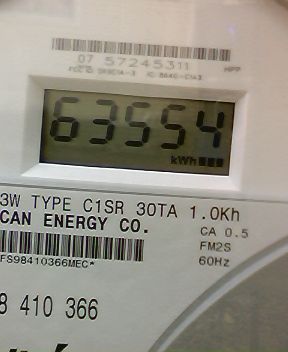 07 57245311
HPP
63554
kWh
3W TYPE C1SR 30TA 1.0Kh
CAN ENERGY CO.
CA 0.5
FM2S
60Hz
FS98410366MEC*
8 410 366